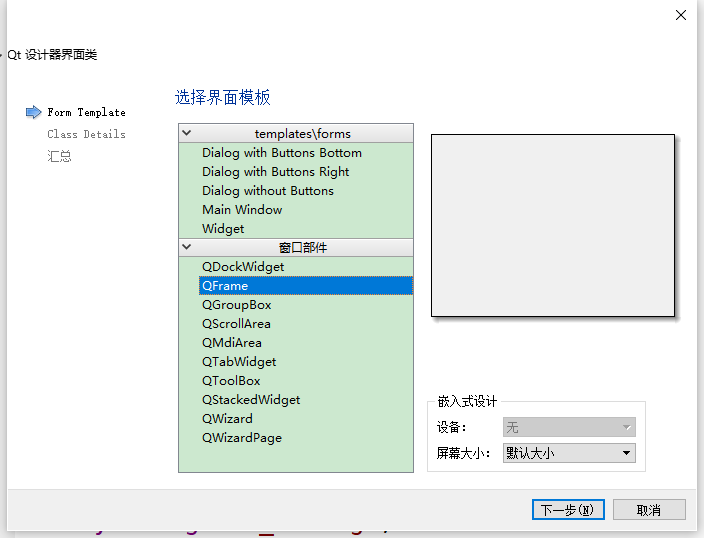 Qt 设计器界面类
选择界面模板
Form Template
Class Details
汇总
templates\forms
Dialog with Buttons Bottom
Dialog with Buttons Right
Dialog without Buttons
Main Window
Widget
窗口部件
QDockWidget
QFrame
QGroupBox
QScrollArea
QMdiArea
QTabWidget
QToolBox
QStackedWidget
QWizard
QWizardPage
嵌入式设计
设备: 无
屏幕大小: 默认大小
下一步(N) 取消